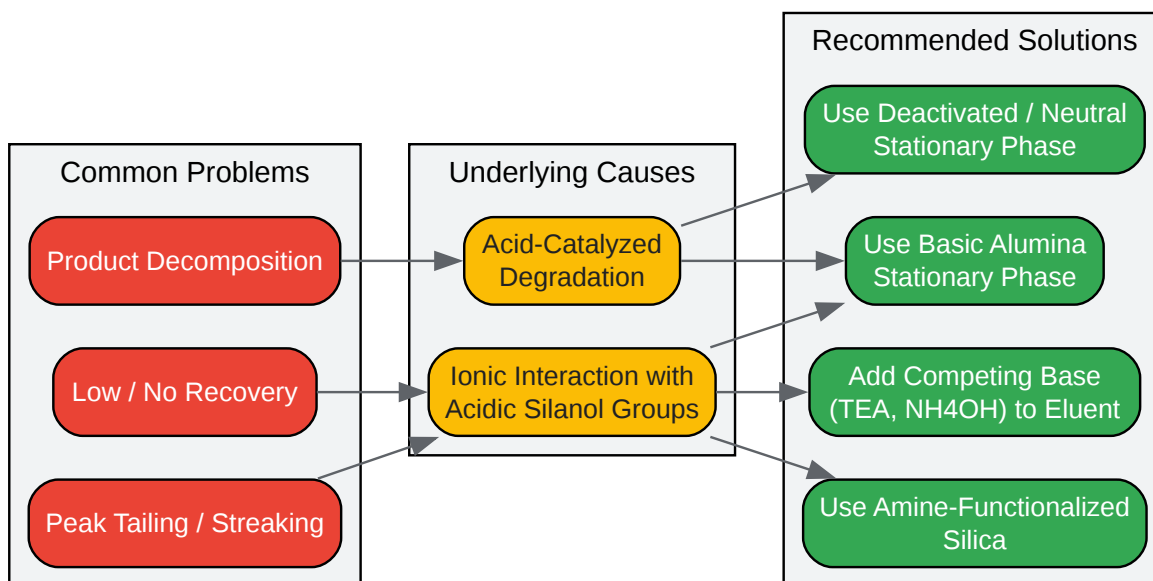 Common Problems
Product Decomposition
Low / No Recovery
Peak Tailing / Streaking
Underlying Causes
Acid-Catalyzed
Degradation
Ionic Interaction with
Acidic Silanol Groups
Recommended Solutions
Use Deactivated / Neutral
Stationary Phase
Use Basic Alumina
Stationary Phase
Add Competing Base
(TEA, NH4OH) to Eluent
Use Amine-Functionalized
Silica